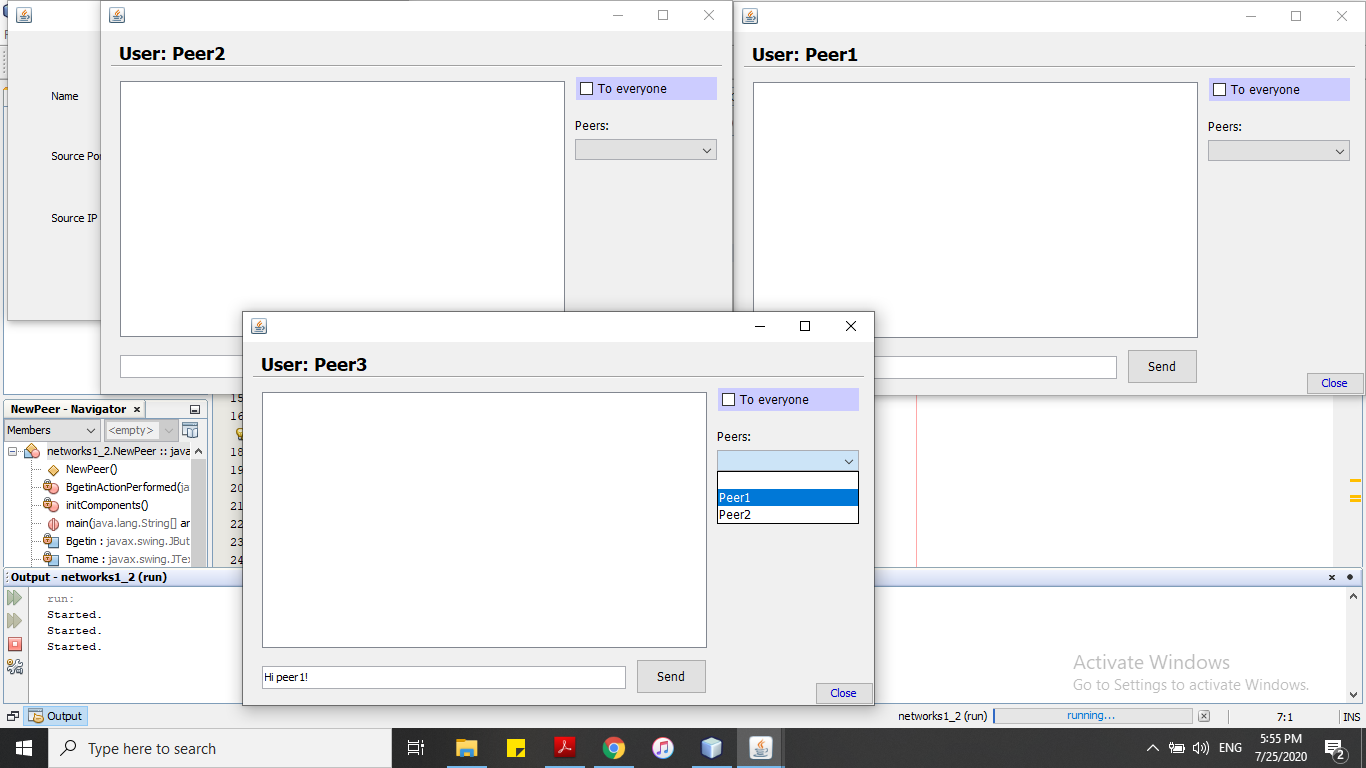 User: Peer2
To everyone
Peers:
User: Peer1
To everyone
Peers:
Send
Close
Name
Source Por
Source IP
User: Peer3
To everyone
Peers:
Peer1
Peer2
Hi peer1!
Send
Close
NewPeer - Navigator
Members
<empty>
networks1_2.NewPeer :: java
NewPeer()
BgetinActionPerformed(ja
initComponents()
main(java.lang.String[] ar
Bgetin : javax.swing.JBut
Tname : javax.swing.JTex
15
16
18
19
20
21
22
23
24
Output - networks1_2 (run)
run:
Started.
Started.
Started.
Activate Windows
Go to Settings to activate Windows.
Output
networks1_2 (run)
running...
7:1
INS
Type here to search
ENG
5:55 PM
7/25/2020
2